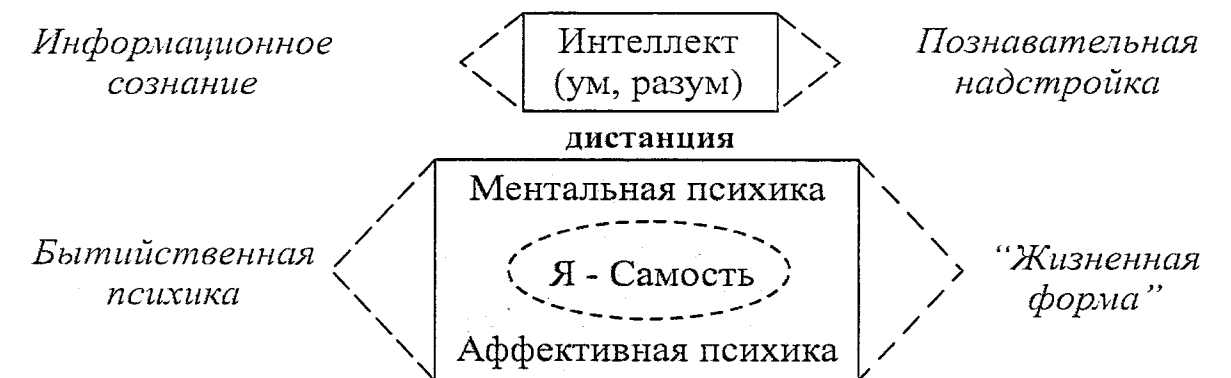 Информационное
сознание
Интеллект
(ум, разум)
Познавательная
надстройка
дистанция
Ментальная психика
Бытийственная
психика
Я - Самость
“Жизненная
форма”
Аффективная психика